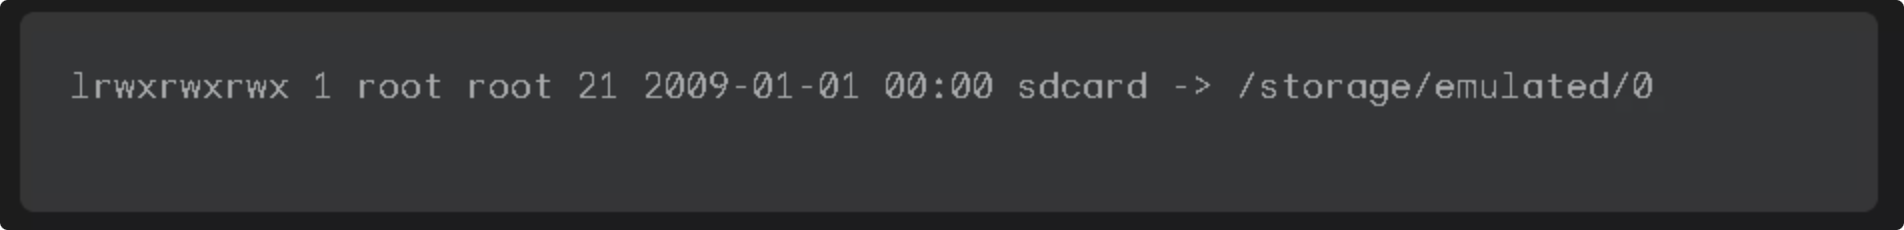 lrwxrwxrwx 1 root root 21 2009-01-01 00:00 sdcard -> /storage/emulated/0